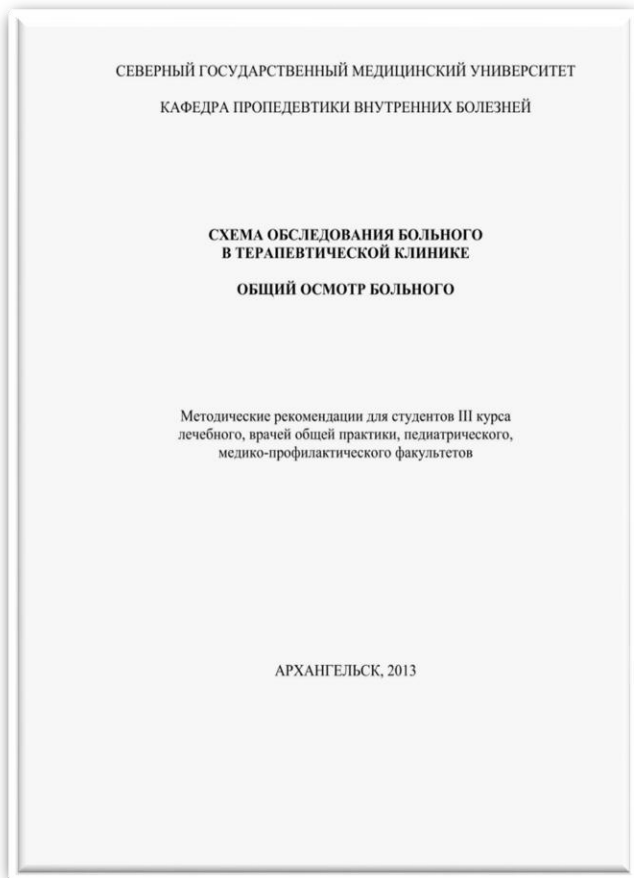 СЕВЕРНЫЙ ГОСУДАРСТВЕННЫЙ МЕДИЦИНСКИЙ УНИВЕРСИТЕТ
КАФЕДРА ПРОПЕДЕВТИКИ ВНУТРЕННИХ БОЛЕЗНЕЙ
СХЕМА ОБСЛЕДОВАНИЯ БОЛЬНОГО
В ТЕРАПЕВТИЧЕСКОЙ КЛИНИКЕ
ОБЩИЙ ОСМОТР БОЛЬНОГО
Методические рекомендации для студентов III курса
лечебного, врачей общей практики, педиатрического,
медико-профилактического факультетов
АРХАНГЕЛЬСК, 2013